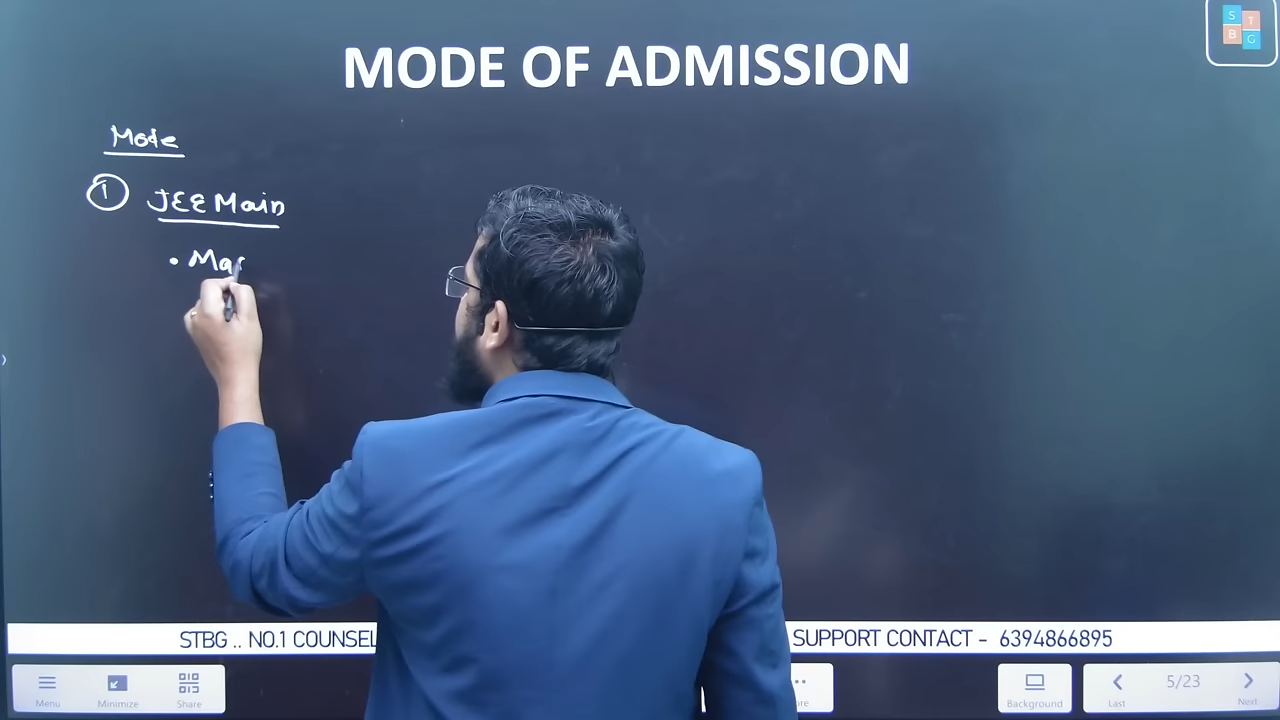 S T
B G
MODE OF ADMISSION
Mode
1 JEE Main
STBG .. NO.1 COUNSEL
SUPPORT CONTACT - 6394866895
Menu
Minimize
Share
Background
Last
5/23
Next